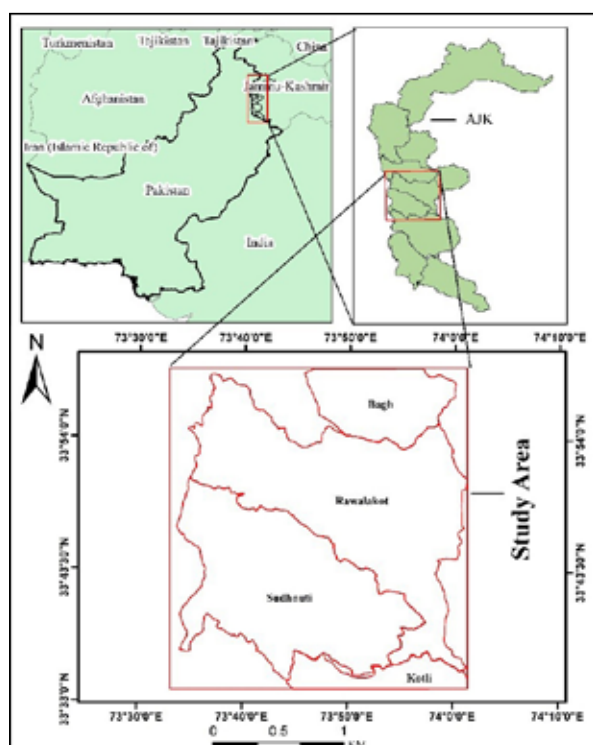 Turkmenistan
Tajikistan
Tajikistan
China
Jammu-Kashmir
Afghanistan
Iran (Islamic Republic of)
Pakistan
India
AJK
N
73°30'0"E 73°40'0"E 73°50'0"E 74°0'0"E 74°10'0"E
33°54'0"N
33°43'30"N
33°33'0"N
Bagh
Rawalakot
Sudhnuti
Kotli
Study Area
33°54'0"N
33°43'30"N
33°33'0"N
73°30'0"E 73°40'0"E 73°50'0"E 74°0'0"E 74°10'0"E
0 0.5 1